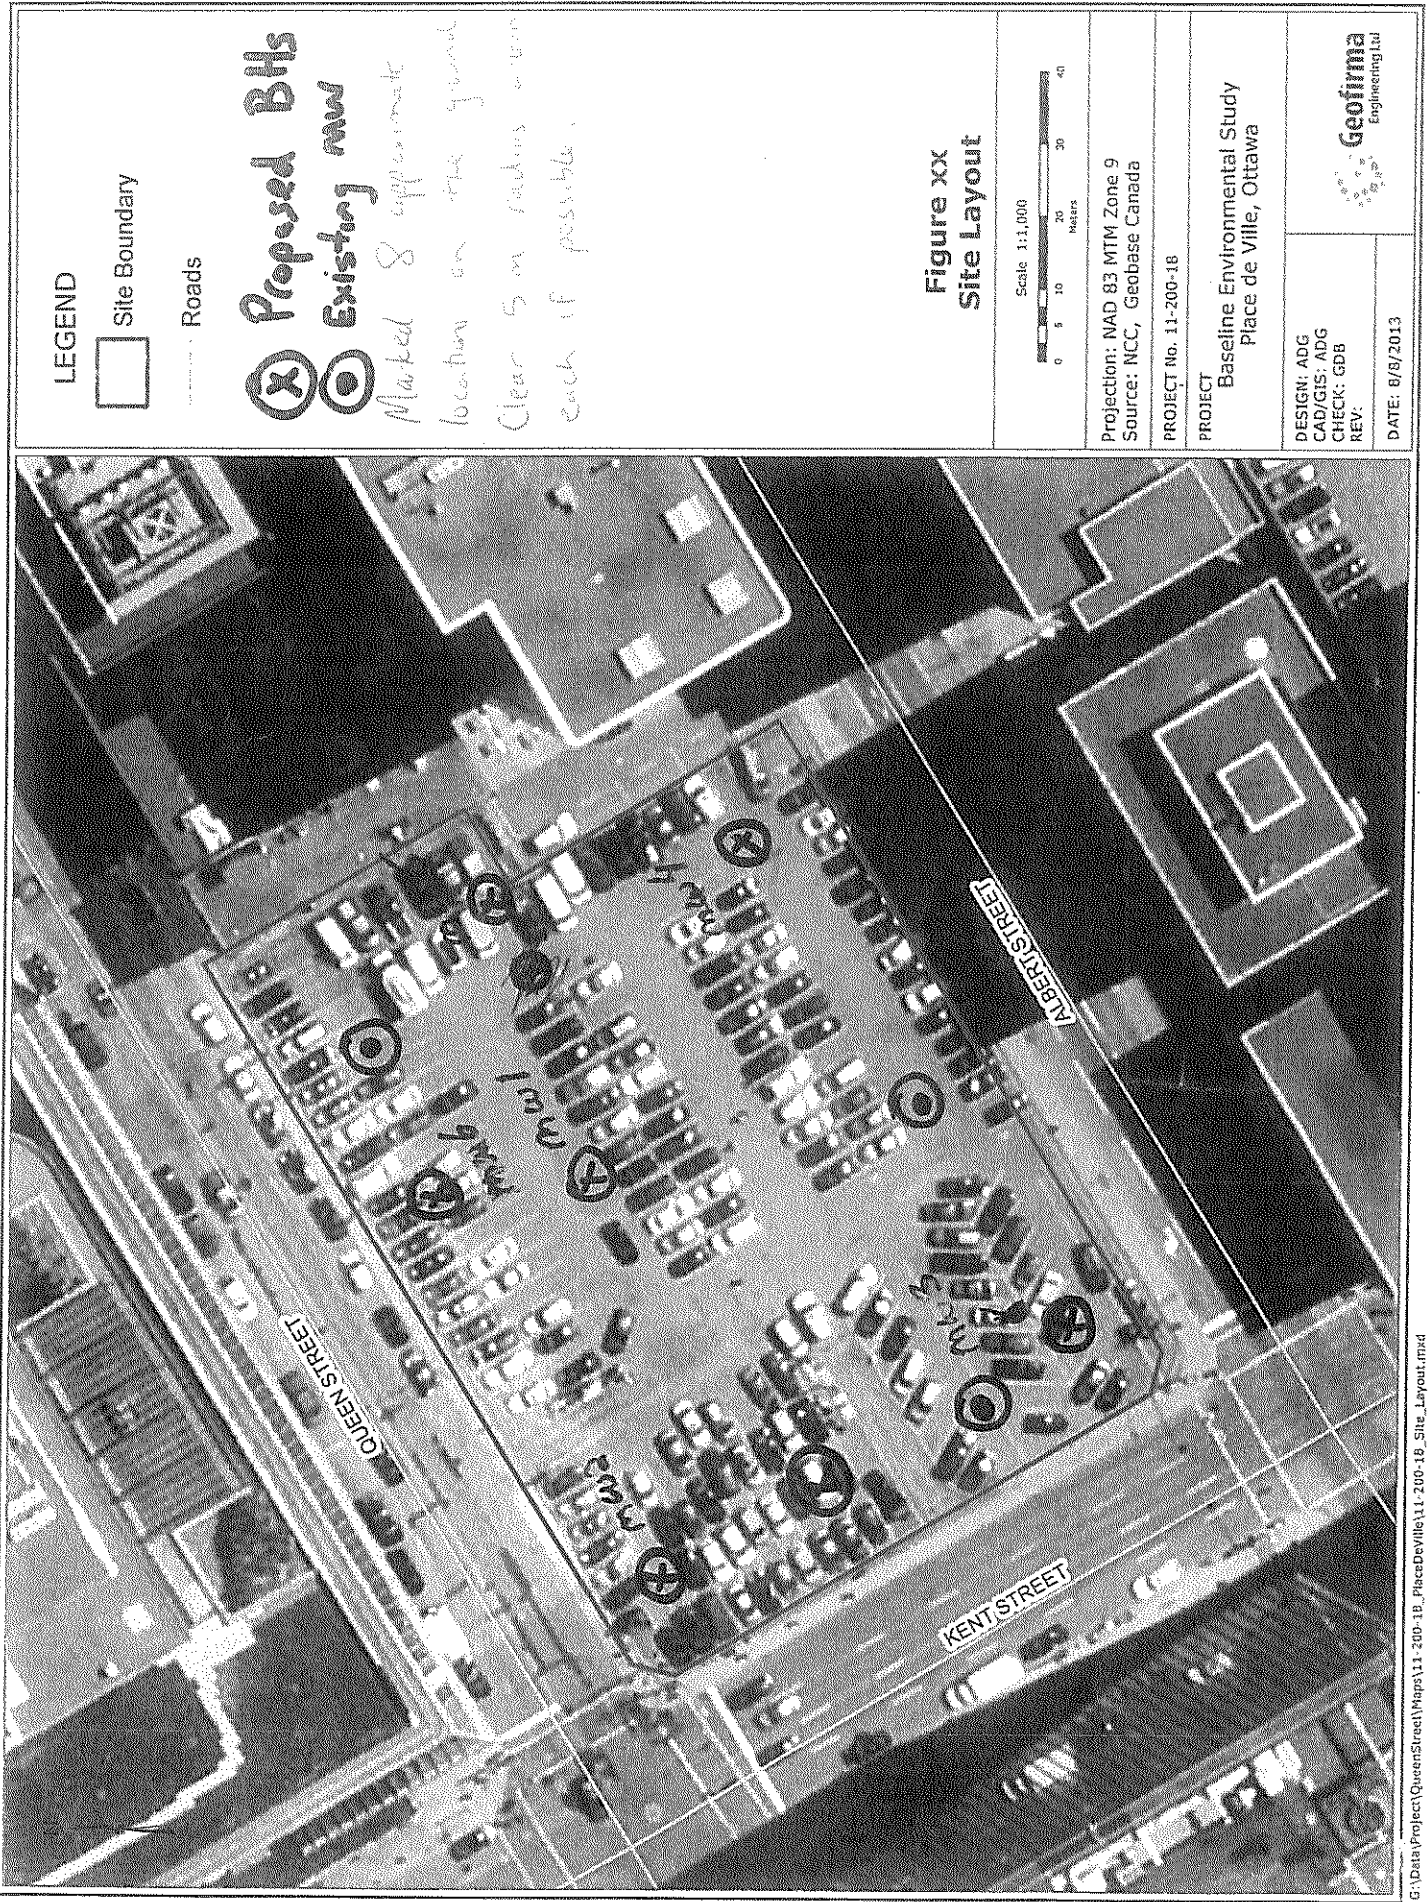 LEGEND
Site Boundary
Roads
Proposed BHs
Existing MW
Marked 8 approximate
location on the ground
Clear 5 m radius
each if possible.
Figure xx
Site Layout
Scale 1:1,000
0 5 10 20 30 40
Meters
Projection: NAD 83 MTM Zone 9
Source: NCC, Geobase Canada
PROJECT No. 11-200-18
PROJECT
Baseline Environmental Study
Place de Ville, Ottawa
DESIGN: ADG
CAD/GIS: ADG
CHECK: GDB
REV:
DATE: 8/8/2013
Geofirma
Engineering Ltd
QUEEN STREET
ALBERT STREET
KENT STREET
MW1
MW6
MW4
MW3
MW2
F:\Data\Project\QueenStreet\Maps\11-200-18_PlaceDeVille\11-200-18_Site_Layout.mxd